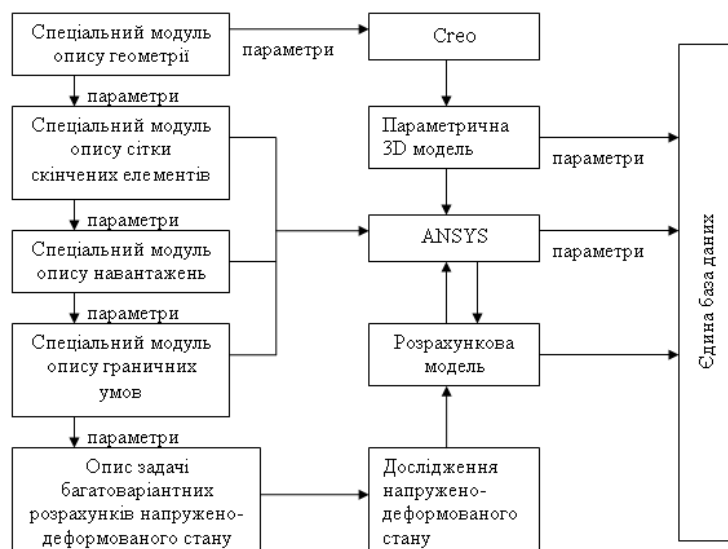 Спеціальний модуль
опису геометрії
параметри
Creo
параметри
Спеціальний модуль
опису сітки
скінчених елементів
Параметрична
3D модель
параметри
параметри
Спеціальний модуль
опису навантажень
ANSYS
параметри
параметри
Спеціальний модуль
опису граничних
умов
Розрахункова
модель
параметри
Опис задачі
багатоваріантних
розрахунків напружено-
деформованого стану
Дослідження
напружено-
деформованого
стану
Єдина база даних